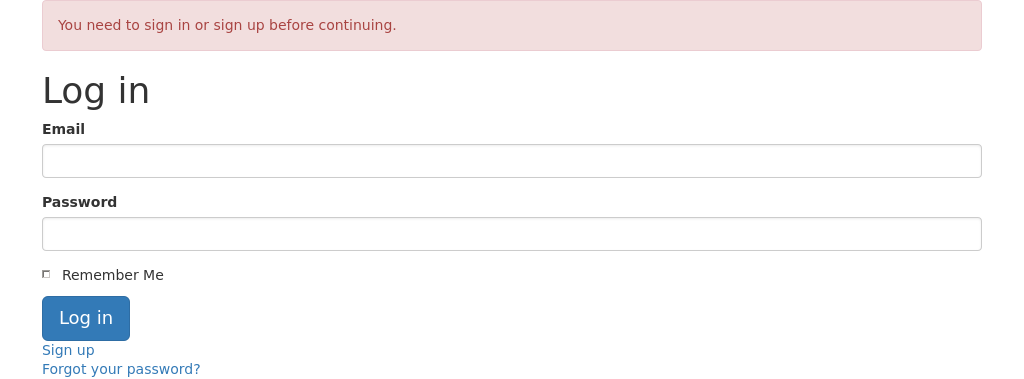 You need to sign in or sign up before continuing.
Log in
Email
Password
Remember Me
Log in
Sign up
Forgot your password?